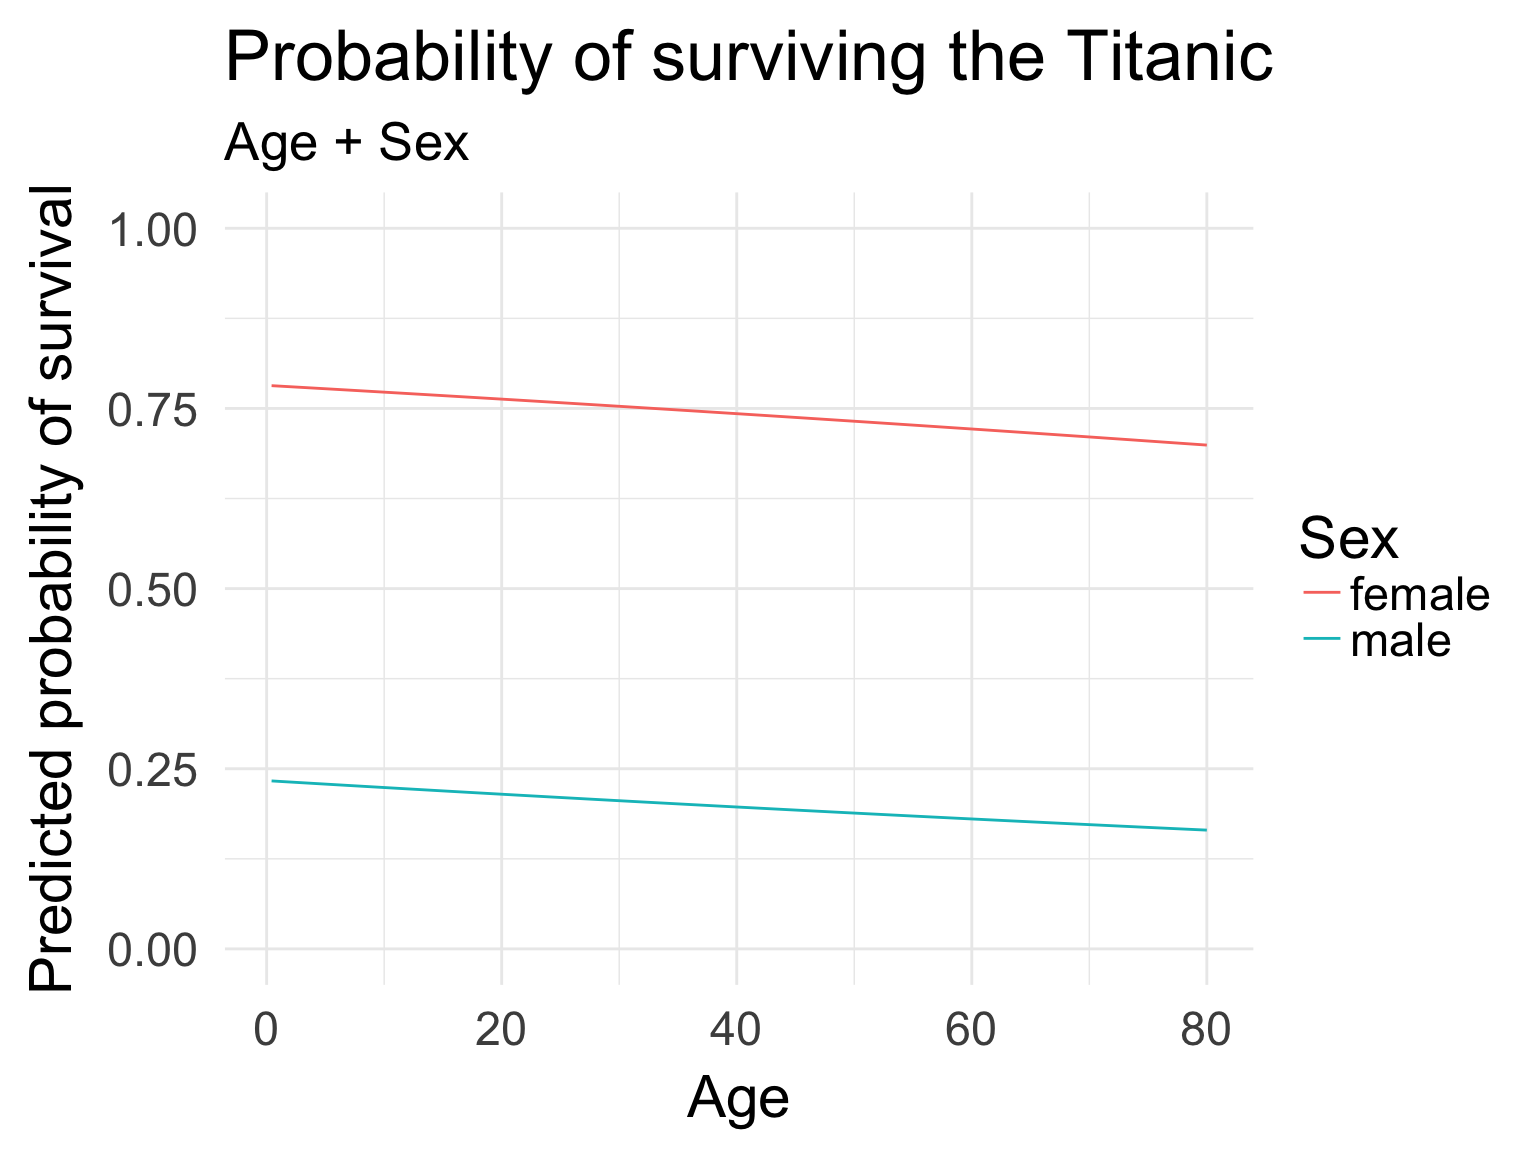 Probability of surviving the Titanic
Age + Sex
Predicted probability of survival
1.00
0.75
0.50
0.25
0.00
0 20 40 60 80
Age
Sex
female
male